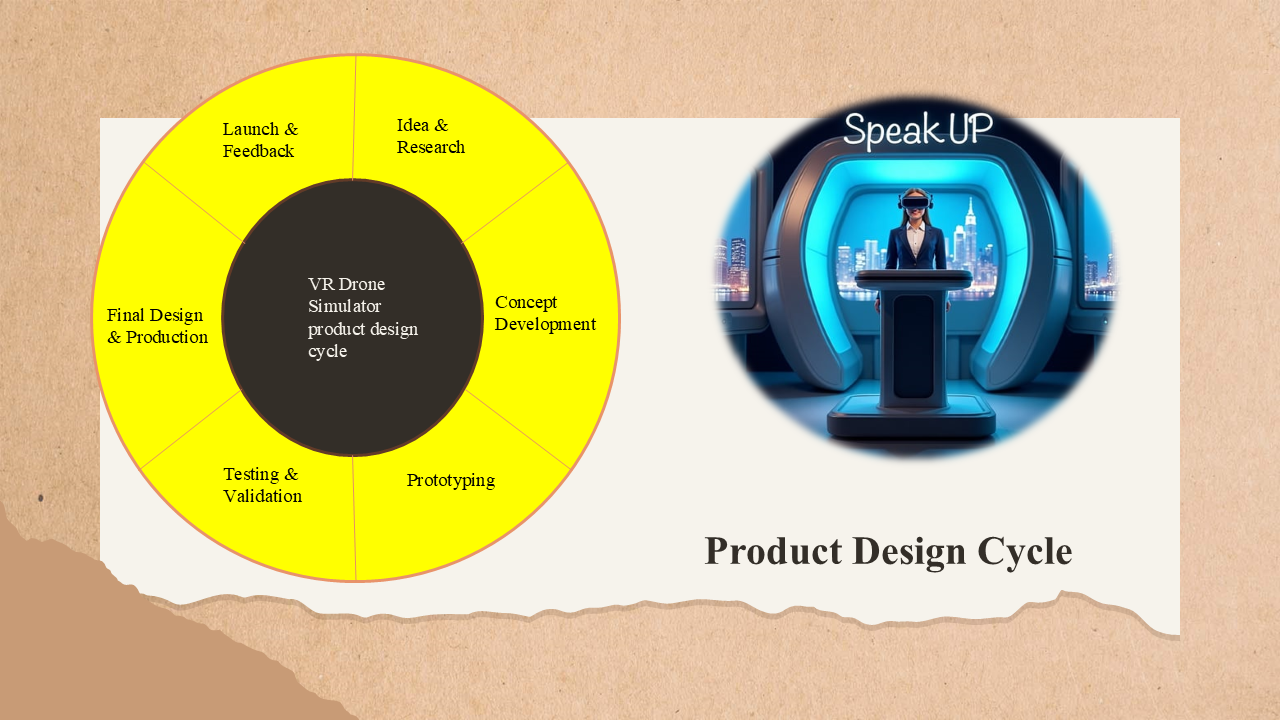 Launch &
Feedback
Idea &
Research
Concept
Development
Prototyping
Testing &
Validation
Final Design
& Production
VR Drone
Simulator
product design
cycle
Speak UP
Product Design Cycle